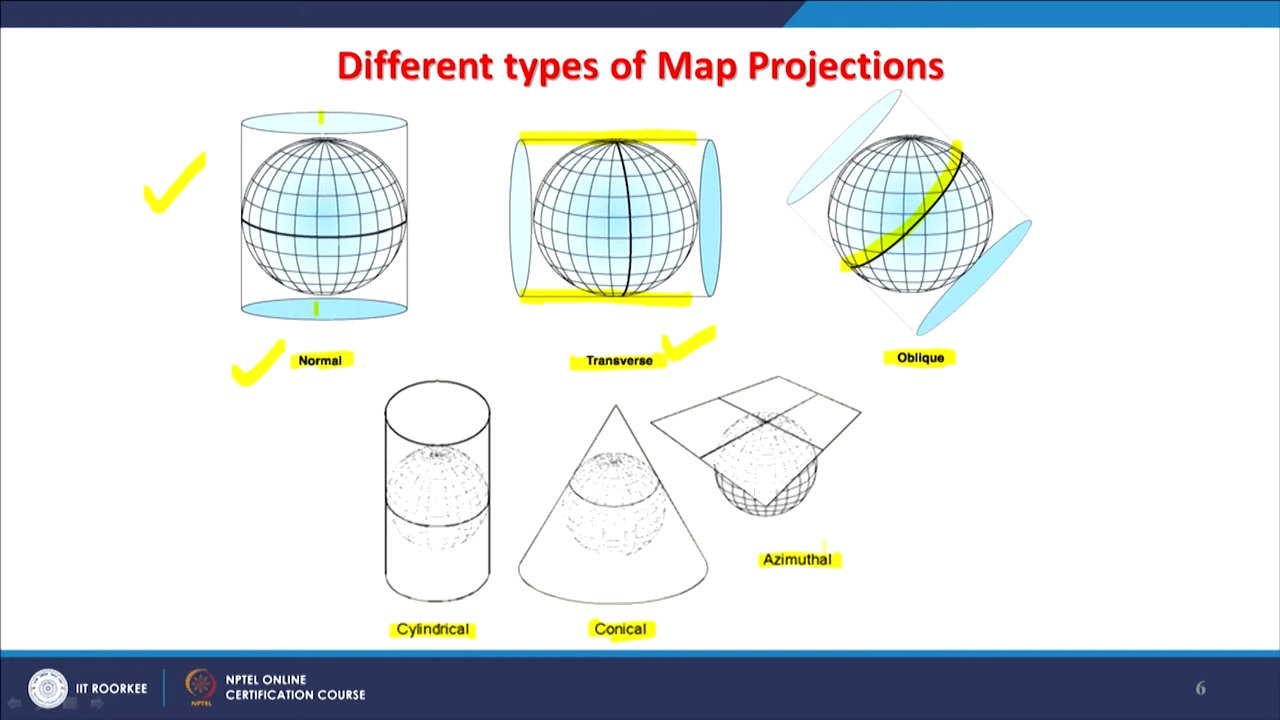 Different types of Map Projections
Normal
Transverse
Oblique
Cylindrical
Conical
Azimuthal
IIT ROORKEE
NPTEL
NPTEL ONLINE
CERTIFICATION COURSE
6